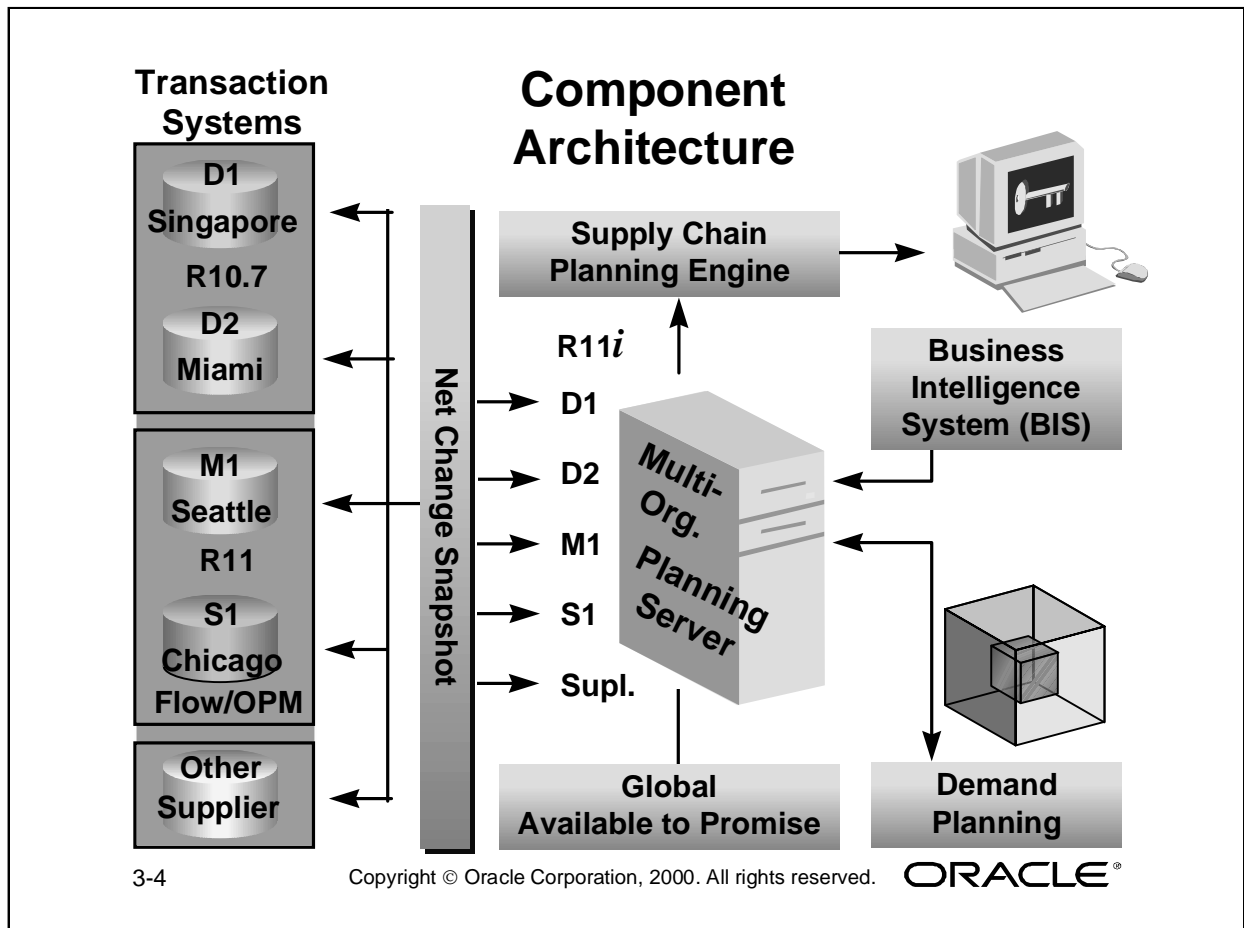 Transaction
Systems
Component
Architecture
D1
Singapore
R10.7
D2
Miami
M1
Seattle
R11
S1
Chicago
Flow/OPM
Other
Supplier
Net Change Snapshot
Supply Chain
Planning Engine
R11i
D1
D2
M1
S1
Supl.
Multi-
Org.
Planning
Server
Business
Intelligence
System (BIS)
Global
Available to Promise
Demand
Planning
3-4
Copyright © Oracle Corporation, 2000. All rights reserved.
ORACLE®